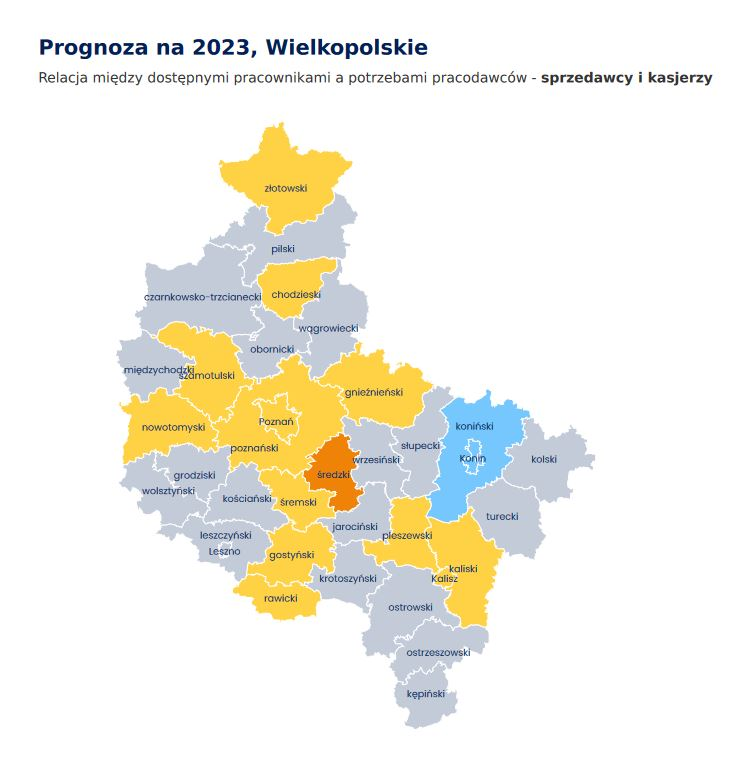 Prognoza na 2023, Wielkopolskie
Relacja między dostępnymi pracownikami a potrzebami pracodawców - sprzedawcy i kasjerzy
złotowski
pilski
czarnkowsko-trzcianecki
chodzieski
wągrowiecki
obornicki
międzychodzki
szamotulski
gnieźnieński
Poznań
nowotomyski
koniński
poznański
słupecki
wrzesiński
Konin
kolski
grodziski
średzki
wolsztyński
kościański
śremski
turecki
jarociński
leszczyński
pleszewski
Leszno
gostyński
kaliski
krotoszyński
Kalisz
rawicki
ostrowski
ostrzeszowski
kępiński